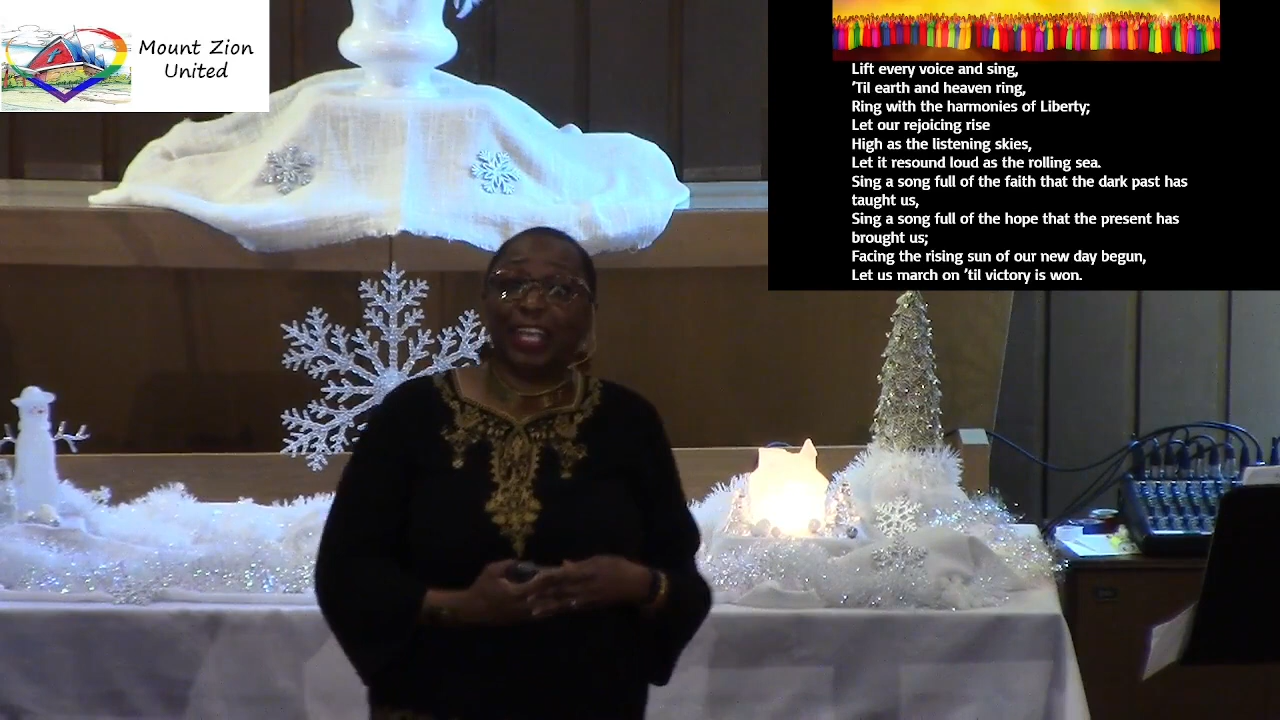 Mount Zion
United
Lift every voice and sing,
’Til earth and heaven ring,
Ring with the harmonies of Liberty;
Let our rejoicing rise
High as the listening skies,
Let it resound loud as the rolling sea.
Sing a song full of the faith that the dark past has
taught us,
Sing a song full of the hope that the present has
brought us;
Facing the rising sun of our new day begun,
Let us march on ’til victory is won.